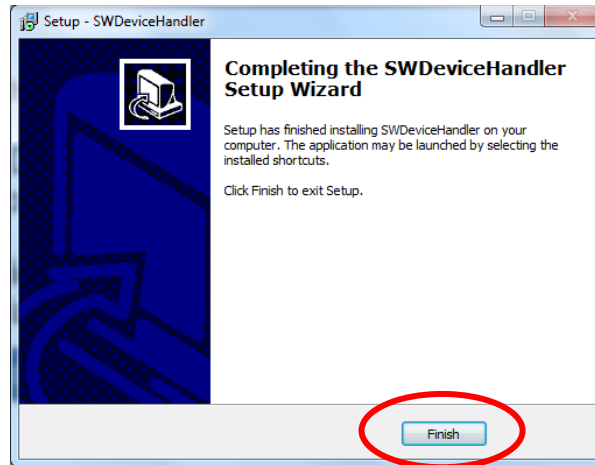 Setup - SWDeviceHandler
Completing the SWDeviceHandler
Setup Wizard
Setup has finished installing SWDeviceHandler on your
computer. The application may be launched by selecting the
installed shortcuts.
Click Finish to exit Setup.
Finish